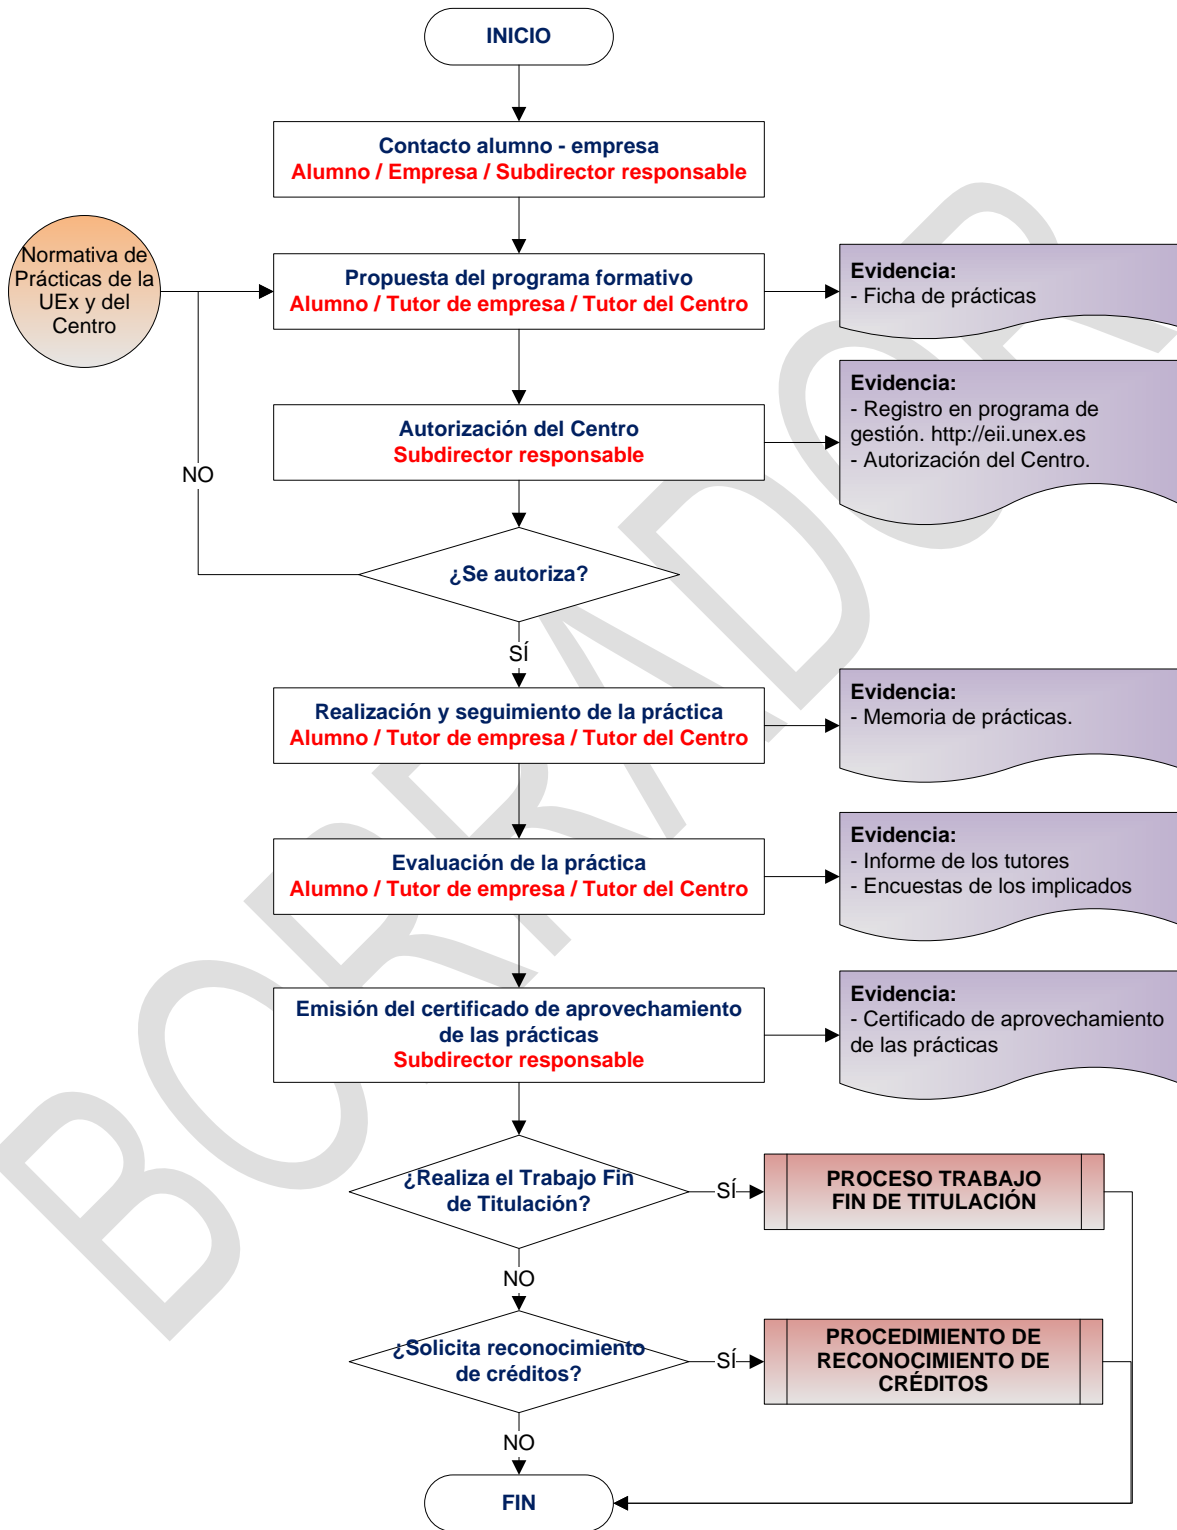 INICIO
Contacto alumno - empresa
Alumno / Empresa / Subdirector responsable
Normativa de
Prácticas de la
UEx y del
Centro
Propuesta del programa formativo
Alumno / Tutor de empresa / Tutor del Centro
Evidencia:
- Ficha de prácticas
Autorización del Centro
Subdirector responsable
Evidencia:
- Registro en programa de
gestión. http://eii.unex.es
- Autorización del Centro.
NO
¿Se autoriza?
SÍ
Realización y seguimiento de la práctica
Alumno / Tutor de empresa / Tutor del Centro
Evidencia:
- Memoria de prácticas.
Evaluación de la práctica
Alumno / Tutor de empresa / Tutor del Centro
Evidencia:
- Informe de los tutores
- Encuestas de los implicados
Emisión del certificado de aprovechamiento
de las prácticas
Subdirector responsable
Evidencia:
- Certificado de aprovechamiento
de las prácticas
¿Realiza el Trabajo Fin
de Titulación?
SÍ
PROCESO TRABAJO
FIN DE TITULACIÓN
NO
¿Solicita reconocimiento
de créditos?
SÍ
PROCEDIMIENTO DE
RECONOCIMIENTO DE
CRÉDITOS
NO
FIN
BORRADOR